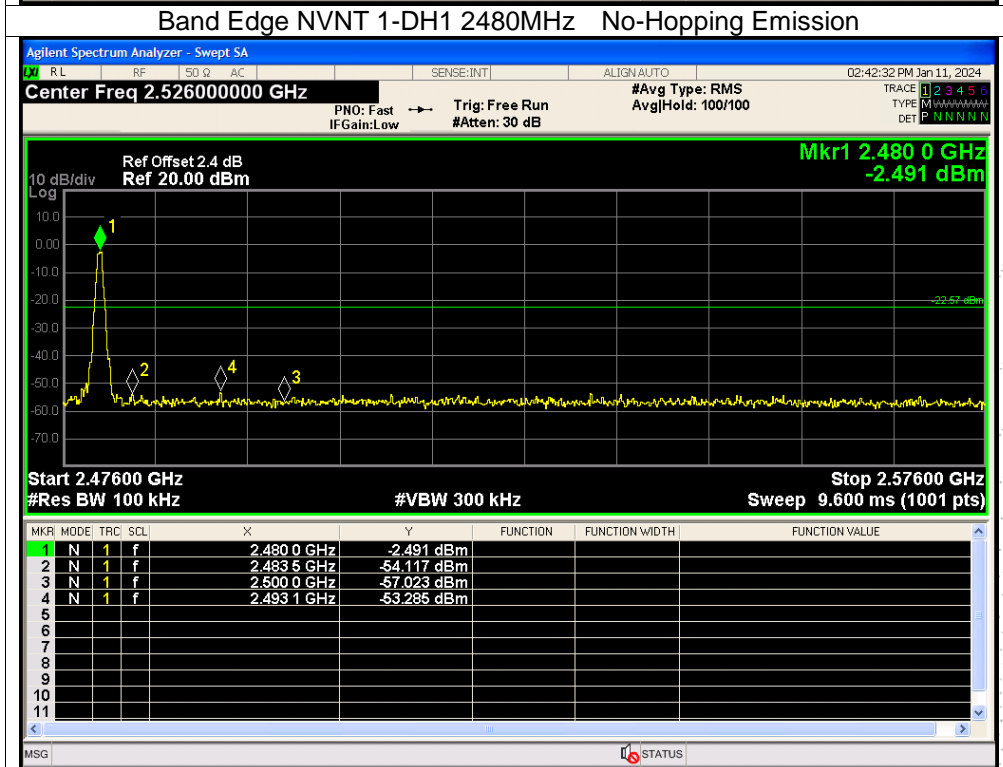 Band Edge NVNT 1-DH1 2480MHz No-Hopping Emission
Agilent Spectrum Analyzer - Swept SA
LXI RL RF 50 Ω AC SENSE:INT ALIGN AUTO 02:42:32 PM Jan 11, 2024
Center Freq 2.526000000 GHz #Avg Type: RMS TRACE 1 2 3 4 5 6
PNO: Fast Trig: Free Run Avg|Hold: 100/100 TYPE M WWWWW
IFGain:Low #Atten: 30 dB DET P N N N N N
Mkr1 2.480 0 GHz
Ref Offset 2.4 dB
10 dB/div Ref 20.00 dBm -2.491 dBm
Log
10.0
1
0.00
-10.0
-20.0 -22.57 dBm
-30.0
-40.0
2 4 3
-50.0
-60.0
-70.0
Start 2.47600 GHz Stop 2.57600 GHz
#Res BW 100 kHz #VBW 300 kHz Sweep 9.600 ms (1001 pts)
MKR MODE TRC SCL X Y FUNCTION FUNCTION WIDTH FUNCTION VALUE
1 N 1 f 2.480 0 GHz -2.491 dBm
2 N 1 f 2.483 5 GHz -54.117 dBm
3 N 1 f 2.500 0 GHz -57.023 dBm
4 N 1 f 2.493 1 GHz -53.285 dBm
5
6
7
8
9
10
11
MSG STATUS